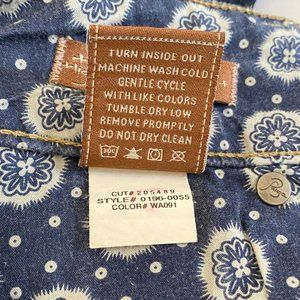 TURN INSIDE OUT
MACHINE WASH COLD
GENTLE CYCLE
WITH LIKE COLORS
TUMBLE DRY LOW
REMOVE PROMPTLY
DO NOT DRY CLEAN
CUT# 205489
STYLE# 0196-0055
COLOR# WA091